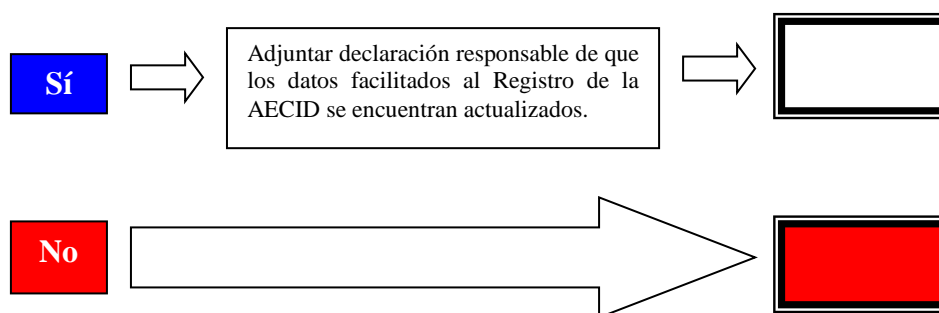 Sí
Adjuntar declaración responsable de que
los datos facilitados al Registro de la
AECID se encuentran actualizados.
No